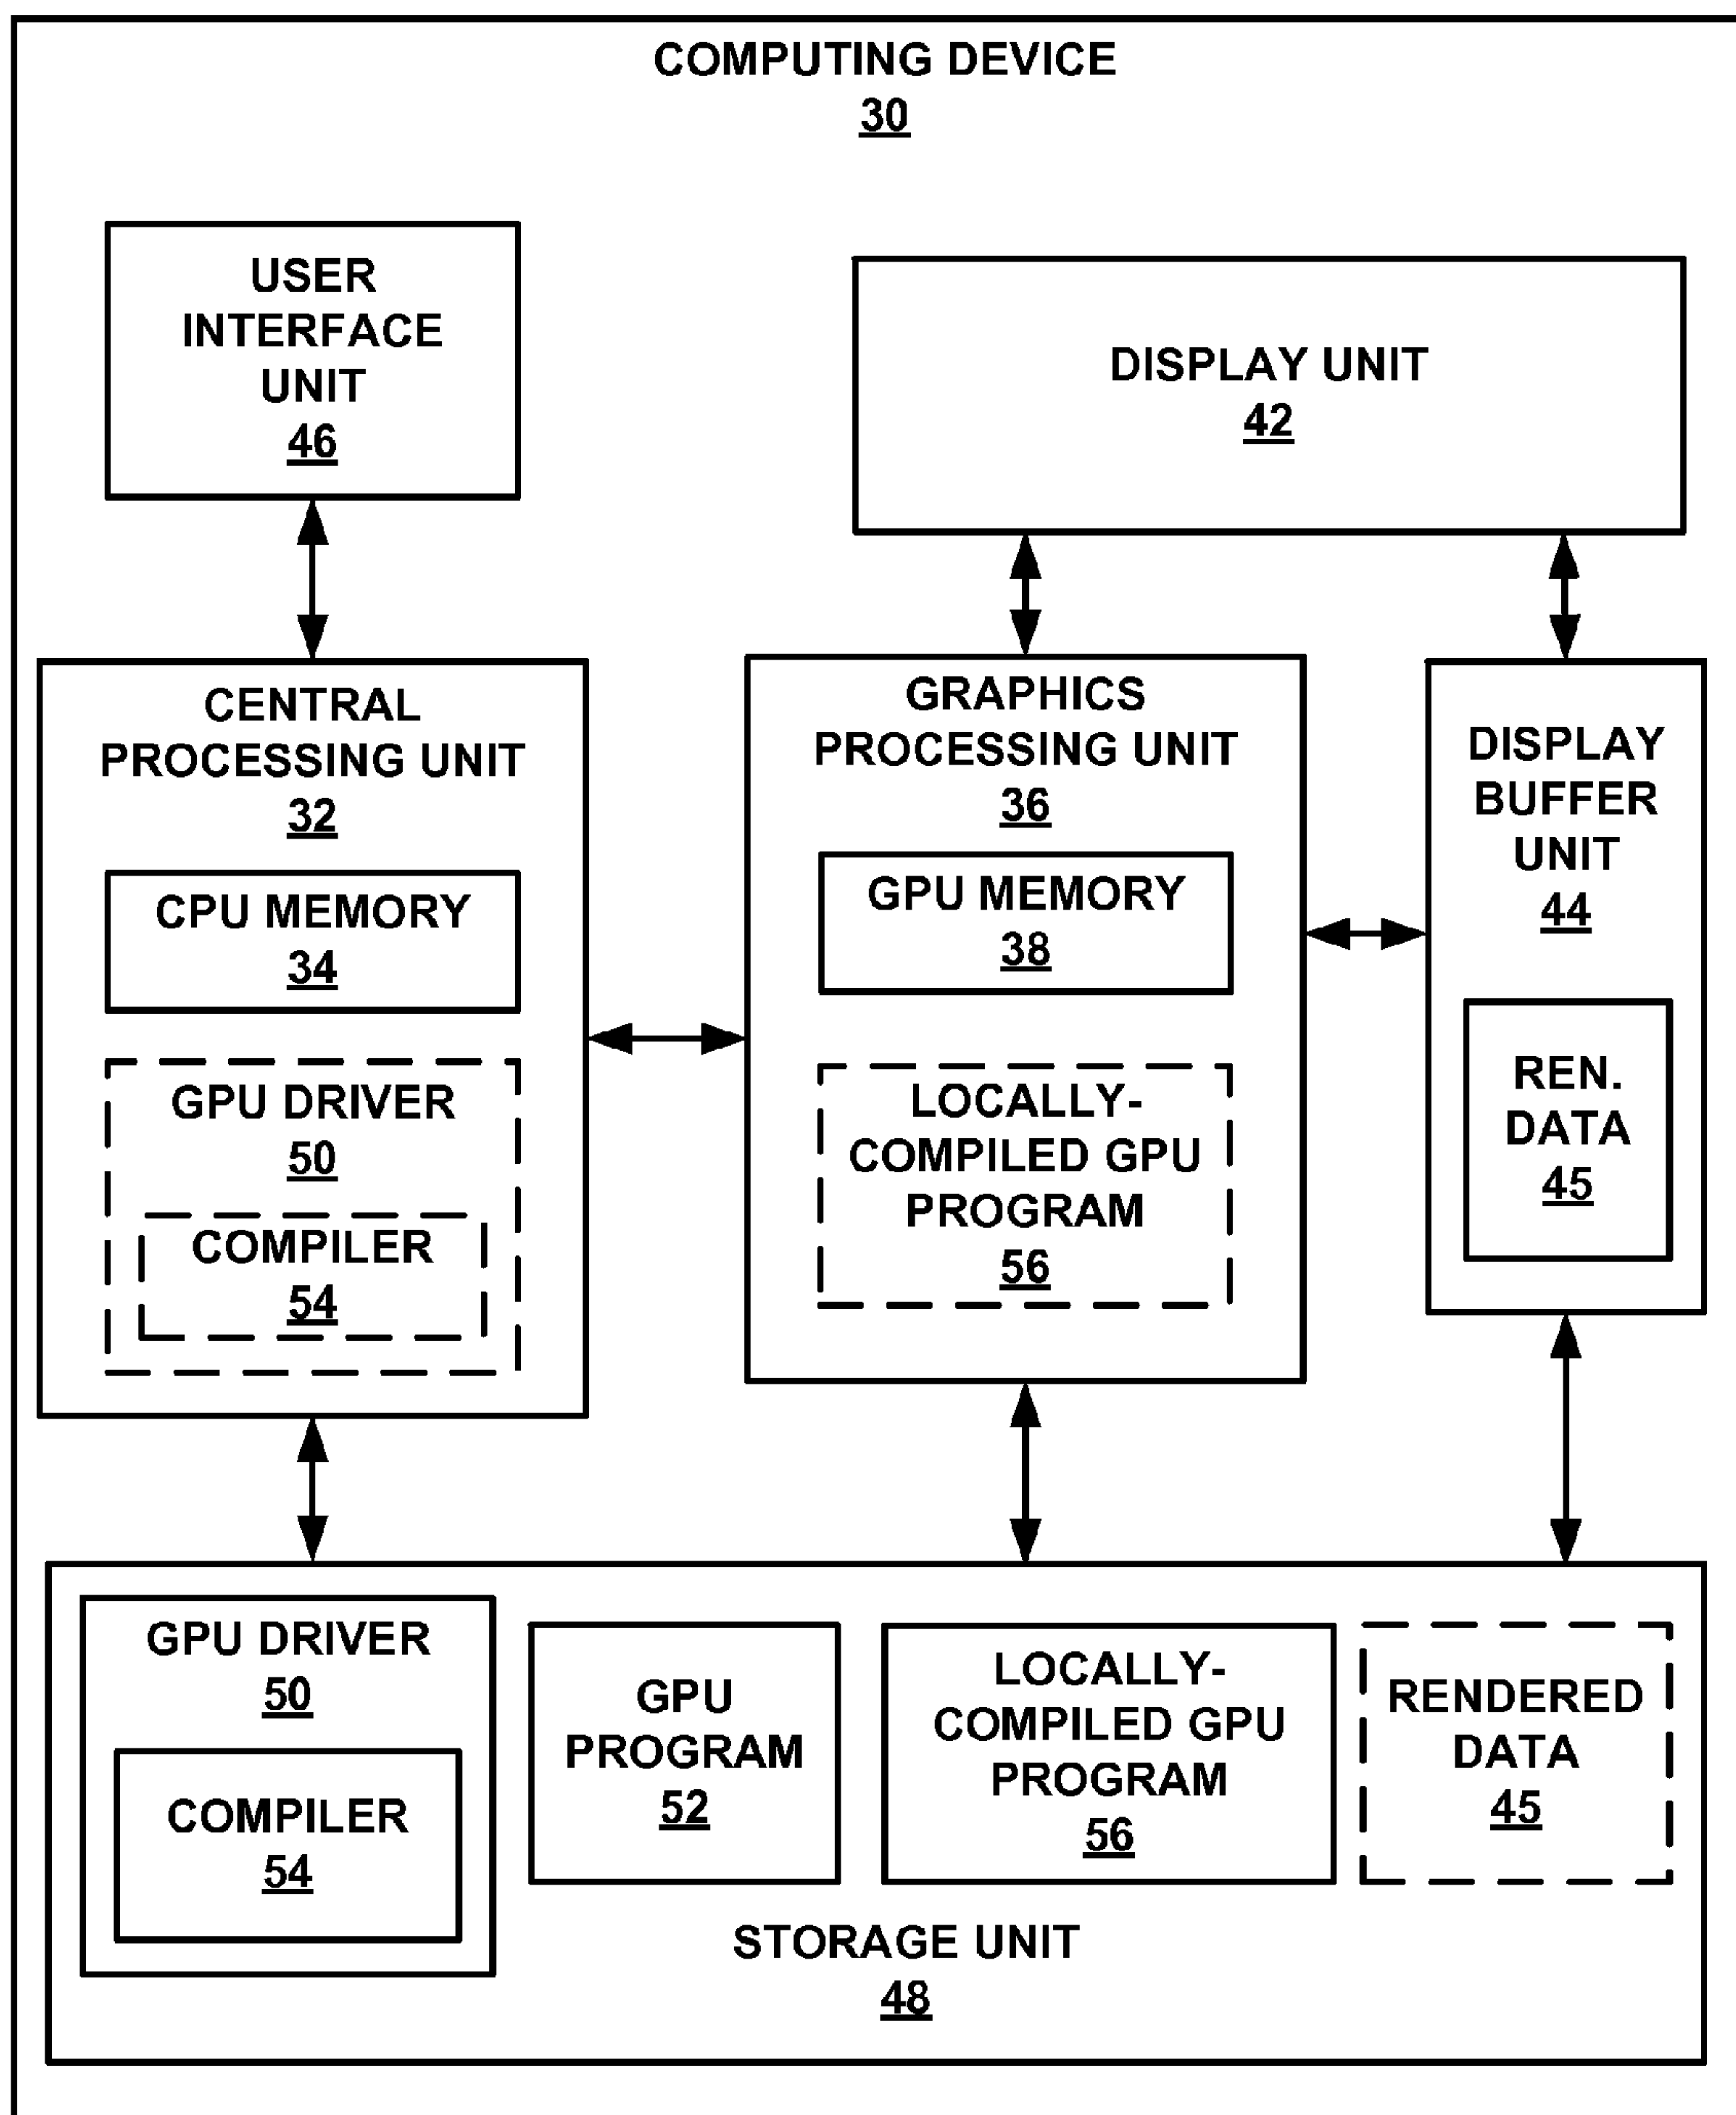 COMPUTING DEVICE
30
USER
INTERFACE
UNIT
46
DISPLAY UNIT
42
CENTRAL
PROCESSING UNIT
32
CPU MEMORY
34
GPU DRIVER
50
COMPILER
54
GRAPHICS
PROCESSING UNIT
36
GPU MEMORY
38
LOCALLY-
COMPILED GPU
PROGRAM
56
DISPLAY
BUFFER
UNIT
44
REN.
DATA
45
GPU DRIVER
50
COMPILER
54
GPU
PROGRAM
52
LOCALLY-
COMPILED GPU
PROGRAM
56
RENDERED
DATA
45
STORAGE UNIT
48